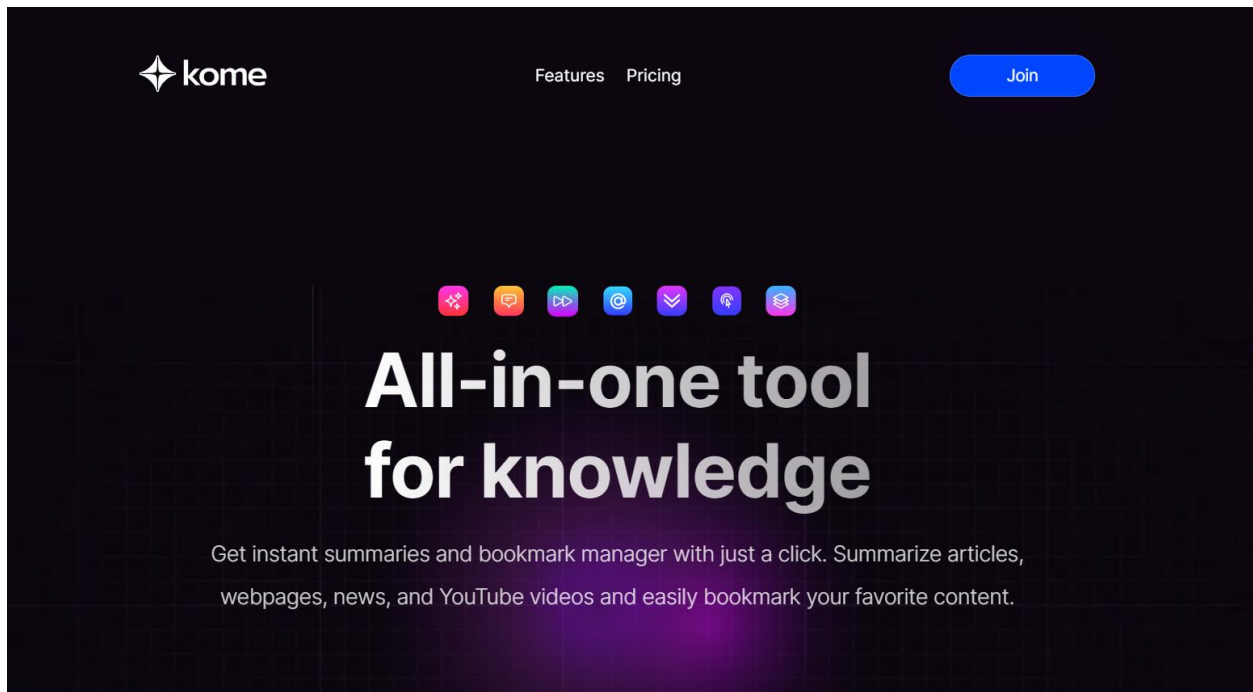 kome
Features Pricing
Join
All-in-one tool
for knowledge
Get instant summaries and bookmark manager with just a click. Summarize articles,
webpages, news, and YouTube videos and easily bookmark your favorite content.